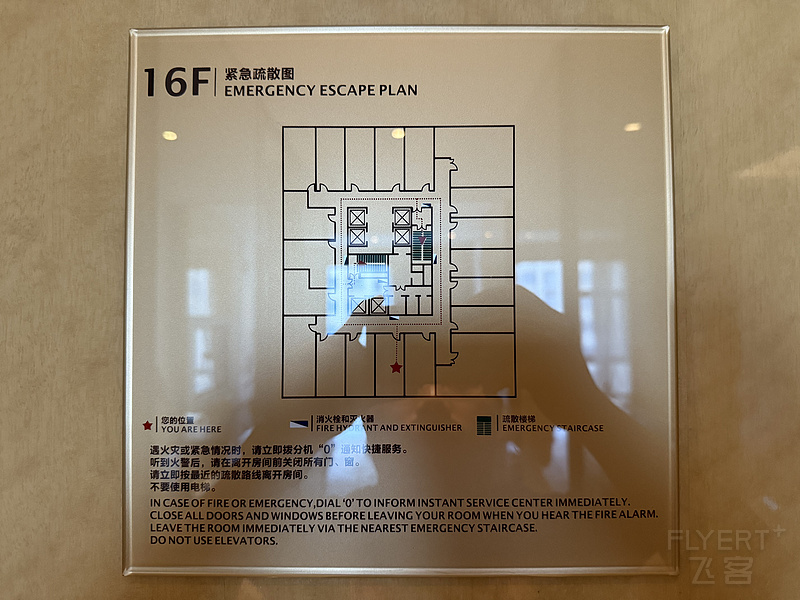 16F
紧急疏散图
EMERGENCY ESCAPE PLAN
您的位置
YOU ARE HERE
消火栓和灭火器
FIRE HYDRANT AND EXTINGUISHER
疏散楼梯
EMERGENCY STAIRCASE
遇火灾或紧急情况时，请立即拨分机“0”通知快捷服务。
听到火警后，请在离开房间前关闭所有门、窗。
请立即按最近的疏散路线离开房间。
不要使用电梯。
IN CASE OF FIRE OR EMERGENCY,DIAL ‘0’ TO INFORM INSTANT SERVICE CENTER IMMEDIATELY.
CLOSE ALL DOORS AND WINDOWS BEFORE LEAVING YOUR ROOM WHEN YOU HEAR THE FIRE ALARM.
LEAVE THE ROOM IMMEDIATELY VIA THE NEAREST EMERGENCY STAIRCASE.
DO NOT USE ELEVATORS.
FLYERT+
飞客